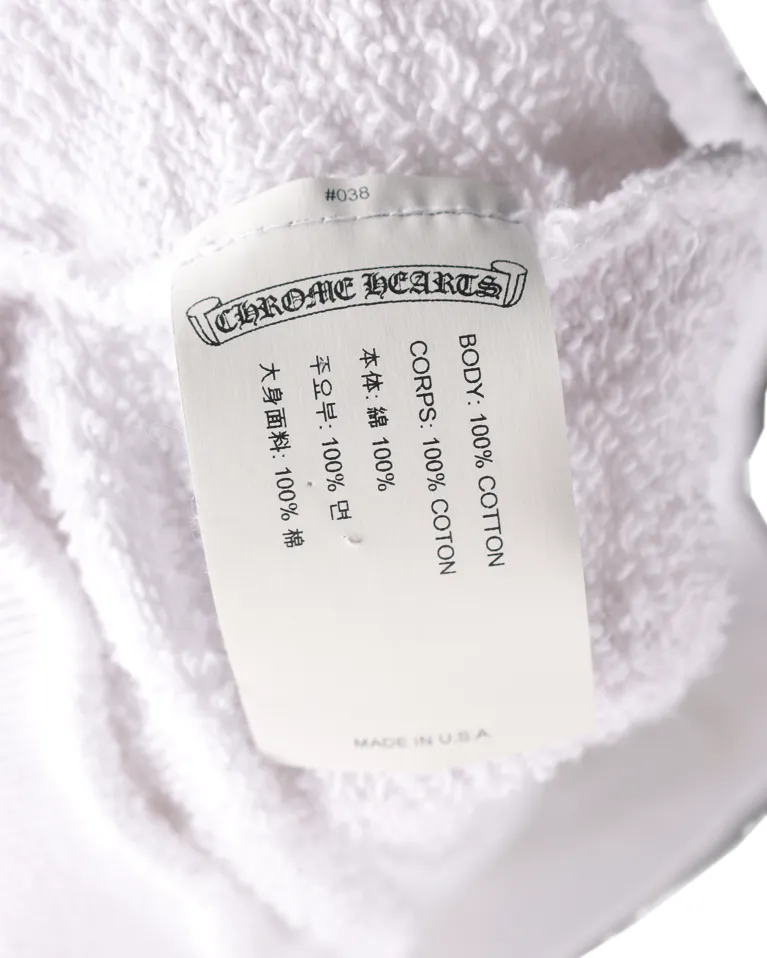 #038
CHROME HEARTS
BODY: 100% COTTON
CORPS: 100% COTON
本体: 綿 100%
주요부: 100% 면
大身面料: 100% 棉
MADE IN U.S.A.